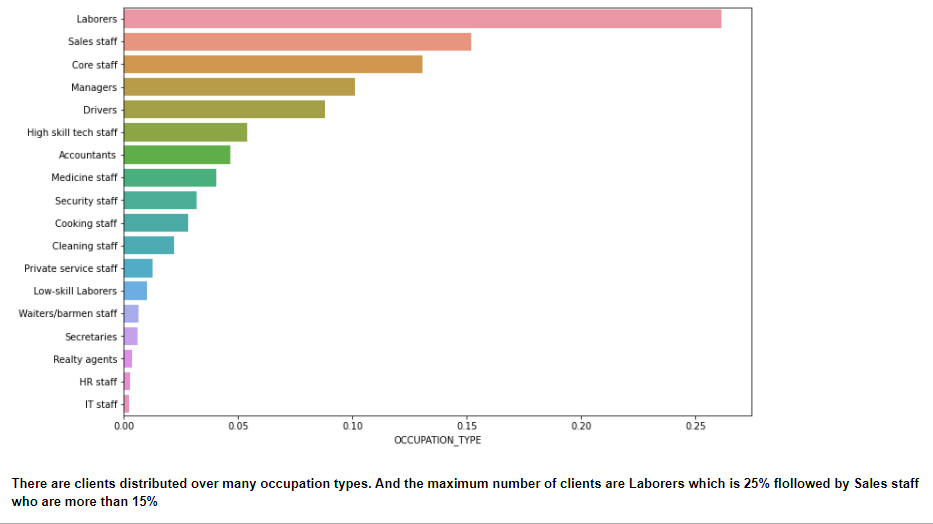 Laborers
Sales staff
Core staff
Managers
Drivers
High skill tech staff
Accountants
Medicine staff
Security staff
Cooking staff
Cleaning staff
Private service staff
Low-skill Laborers
Waiters/barmen staff
Secretaries
Realty agents
HR staff
IT staff
0.00 0.05 0.10 0.15 0.20 0.25
OCCUPATION_TYPE
There are clients distributed over many occupation types. And the maximum number of clients are Laborers which is 25% flollowed by Sales staff
who are more than 15%